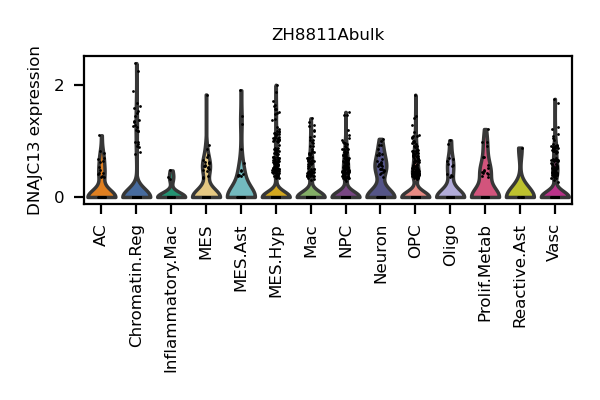 ZH8811Abulk
DNAJC13 expression
2
0
AC
Chromatin.Reg
Inflammatory.Mac
MES
MES.Ast
MES.Hyp
Mac
NPC
Neuron
OPC
Oligo
Prolif.Metab
Reactive.Ast
Vasc